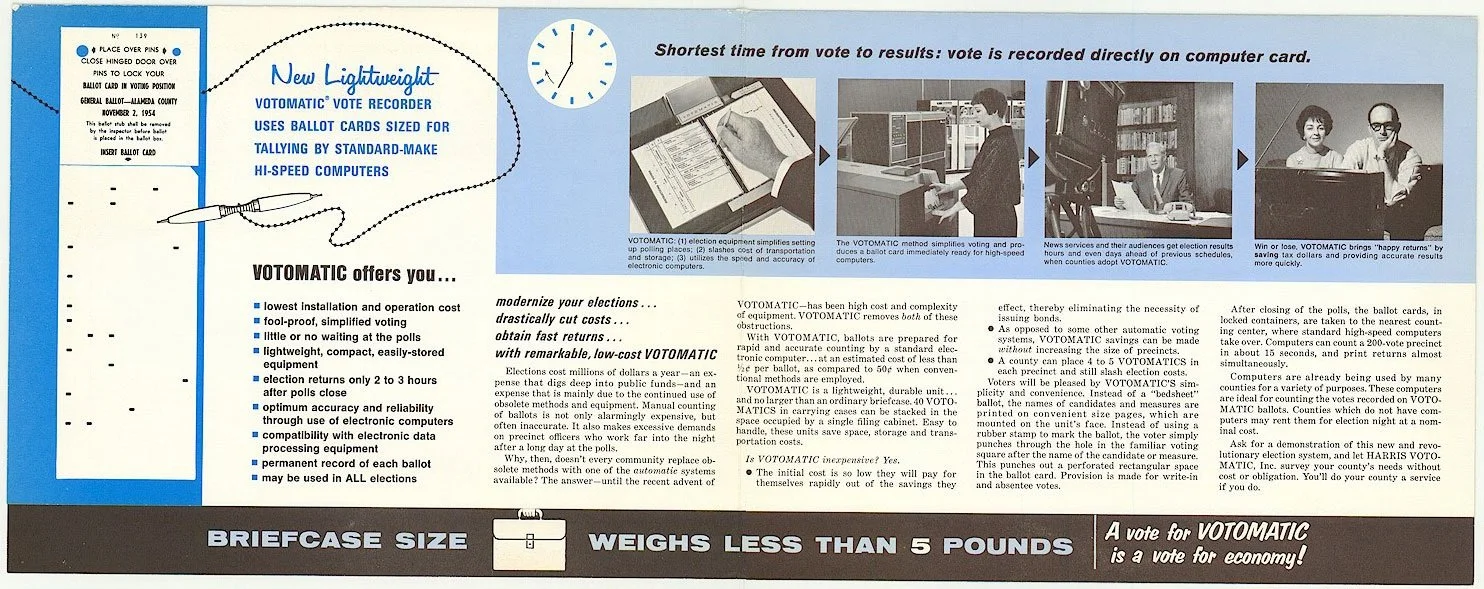 Nº 139
PLACE OVER PINS
CLOSE HINGED DOOR OVER
PINS TO LOCK YOUR
BALLOT CARD IN VOTING POSITION
GENERAL BALLOT—ALAMEDA COUNTY
NOVEMBER 2, 1954
This ballot stub shall be removed
by the inspector before ballot
is placed in the ballot box.
INSERT BALLOT CARD
New Lightweight
VOTOMATIC® VOTE RECORDER
USES BALLOT CARDS SIZED FOR
TALLYING BY STANDARD-MAKE
HI-SPEED COMPUTERS
VOTOMATIC offers you...
lowest installation and operation cost
fool-proof, simplified voting
little or no waiting at the polls
lightweight, compact, easily-stored
equipment
election returns only 2 to 3 hours
after polls close
optimum accuracy and reliability
through use of electronic computers
compatibility with electronic data
processing equipment
permanent record of each ballot
may be used in ALL elections
Shortest time from vote to results: vote is recorded directly on computer card.
VOTOMATIC: (1) election equipment simplifies setting
up polling places; (2) slashes cost of transportation
and storage; (3) utilizes the speed and accuracy of
electronic computers.
The VOTOMATIC method simplifies voting and pro-
duces a ballot card immediately ready for high-speed
computers.
News services and their audiences get election results
hours and even days ahead of previous schedules,
when counties adopt VOTOMATIC.
Win or lose, VOTOMATIC brings "happy returns" by
saving tax dollars and providing accurate results
more quickly.
modernize your elections...
drastically cut costs...
obtain fast returns...
with remarkable, low-cost VOTOMATIC
Elections cost millions of dollars a year—an ex-
pense that digs deep into public funds—and an
expense that is mainly due to the continued use of
obsolete methods and equipment. Manual counting
of ballots is not only alarmingly expensive, but
often inaccurate. It also makes excessive demands
on precinct officers who work far into the night
after a long day at the polls.
Why, then, doesn't every community replace ob-
solete methods with one of the automatic systems
available? The answer—until the recent advent of
VOTOMATIC—has been high cost and complexity
of equipment. VOTOMATIC removes both of these
obstructions.
With VOTOMATIC, ballots are prepared for
rapid and accurate counting by a standard elec-
tronic computer...at an estimated cost of less than
½¢ per ballot, as compared to 50¢ when conven-
tional methods are employed.
VOTOMATIC is a lightweight, durable unit...
and no larger than an ordinary briefcase. 40 VOTO-
MATICS in carrying cases can be stacked in the
space occupied by a single filing cabinet. Easy to
handle, these units save space, storage and trans-
portation costs.
Is VOTOMATIC inexpensive? Yes.
● The initial cost is so low they will pay for
themselves rapidly out of the savings they
effect, thereby eliminating the necessity of
issuing bonds.
● As opposed to some other automatic voting
systems, VOTOMATIC savings can be made
without increasing the size of precincts.
● A county can place 4 to 5 VOTOMATICS in
each precinct and still slash election costs.
Voters will be pleased by VOTOMATIC'S sim-
plicity and convenience. Instead of a "bedsheet"
ballot, the names of candidates and measures are
printed on convenient size pages, which are
mounted on the unit's face. Instead of using a
rubber stamp to mark the ballot, the voter simply
punches through the hole in the familiar voting
square after the name of the candidate or measure.
This punches out a perforated rectangular space
in the ballot card. Provision is made for write-in
and absentee votes.
After closing of the polls, the ballot cards, in
locked containers, are taken to the nearest count-
ing center, where standard high-speed computers
take over. Computers can count a 200-vote precinct
in about 15 seconds, and print returns almost
simultaneously.
Computers are already being used by many
counties for a variety of purposes. These computers
are ideal for counting the votes recorded on VOTO-
MATIC ballots. Counties which do not have com-
puters may rent them for election night at a nom-
inal cost.
Ask for a demonstration of this new and revo-
lutionary election system, and let HARRIS VOTO-
MATIC, Inc. survey your county's needs without
cost or obligation. You'll do your county a service
if you do.
BRIEFCASE SIZE
WEIGHS LESS THAN 5 POUNDS
A vote for VOTOMATIC
is a vote for economy!